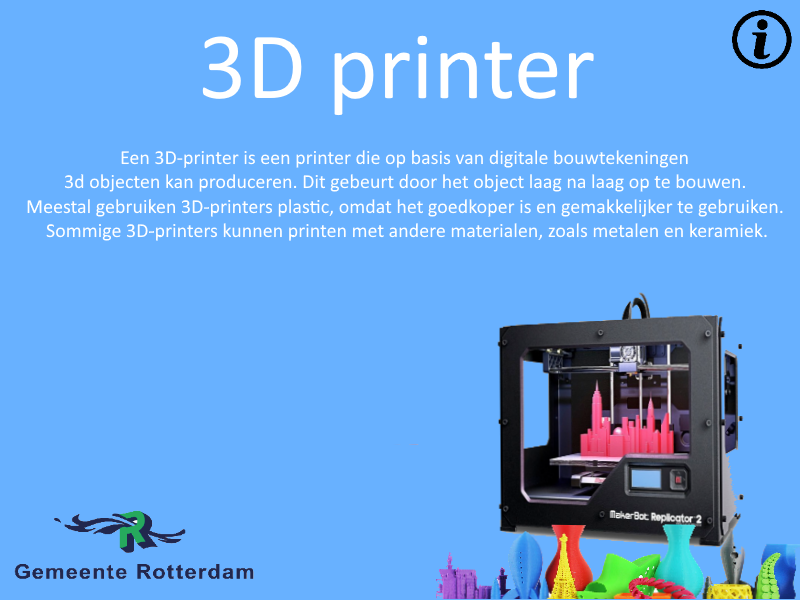 3D printer
Een 3D-printer is een printer die op basis van digitale bouwtekeningen
3d objecten kan produceren. Dit gebeurt door het object laag na laag op te bouwen.
Meestal gebruiken 3D-printers plastic, omdat het goedkoper is en gemakkelijker te gebruiken.
Sommige 3D-printers kunnen printen met andere materialen, zoals metalen en keramiek.
MakerBot Replicator 2
R
Gemeente Rotterdam